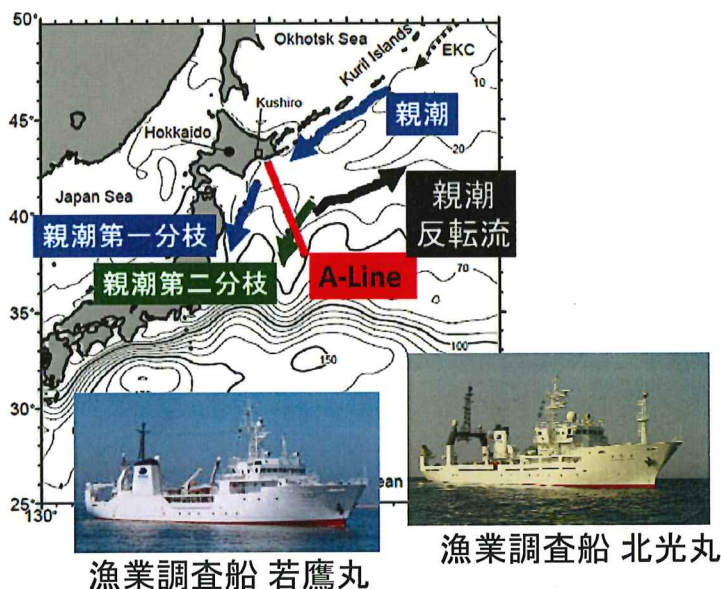 50°
Okhotsk Sea
Kuril Islands
EKC
10
45°
Kushiro
親潮
Hokkaido
20
Japan Sea
40°
親潮
反転流
親潮第一分枝
親潮第二分枝
A-Line
70
35°
100
150
30°
25°
130°
漁業調査船 若鷹丸
漁業調査船 北光丸